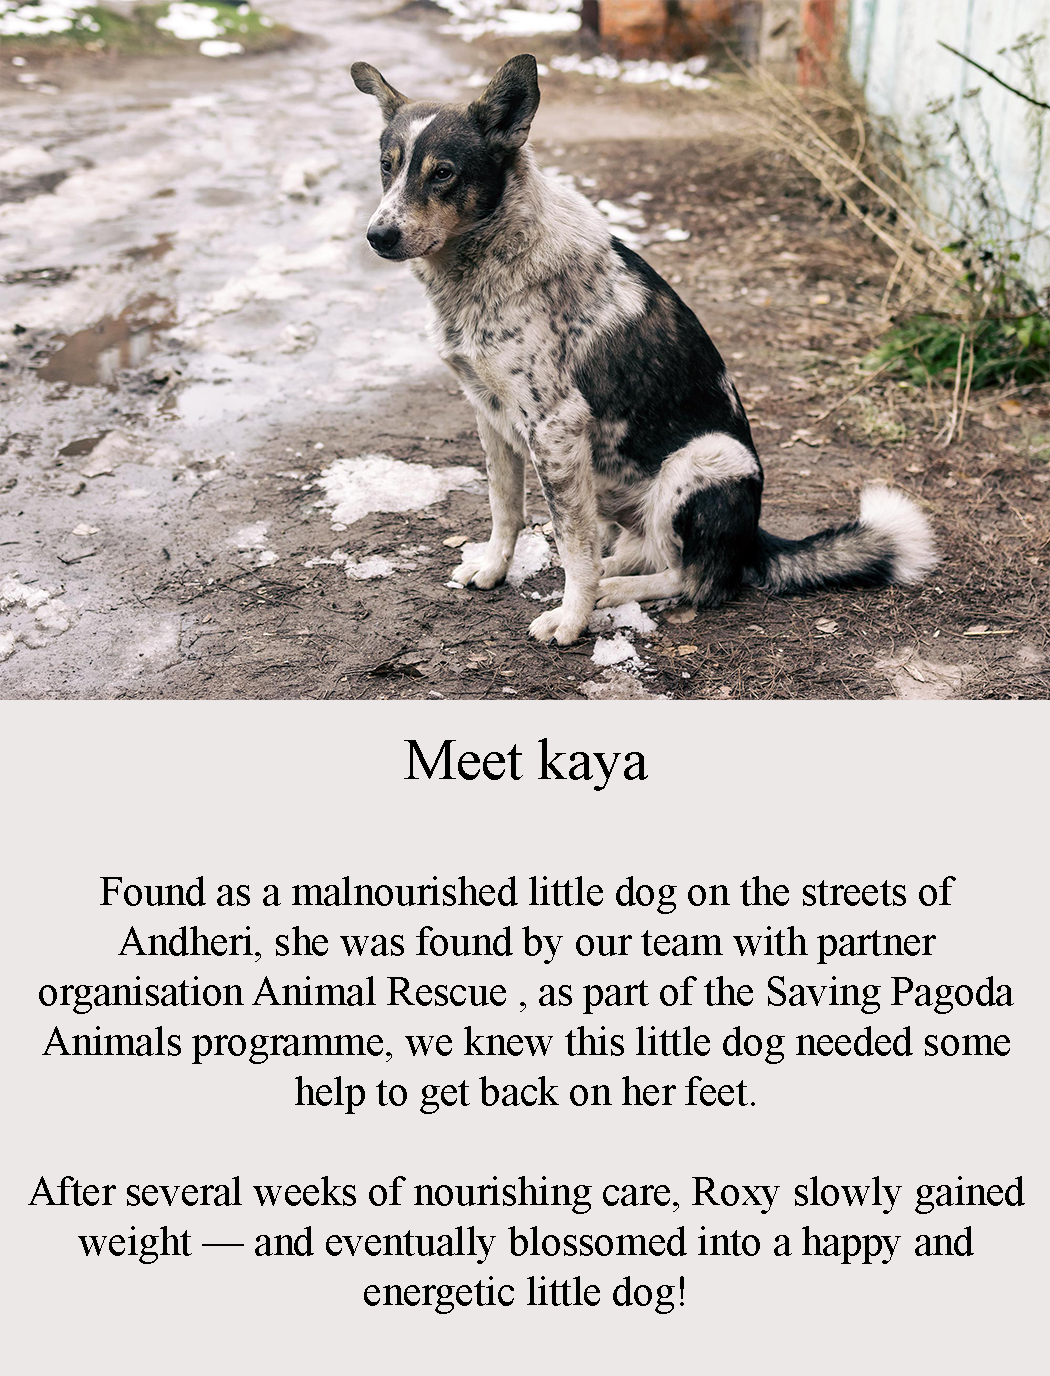 Meet kaya
Found as a malnourished little dog on the streets of
Andheri, she was found by our team with partner
organisation Animal Rescue , as part of the Saving Pagoda
Animals programme, we knew this little dog needed some
help to get back on her feet.
After several weeks of nourishing care, Roxy slowly gained
weight — and eventually blossomed into a happy and
energetic little dog!